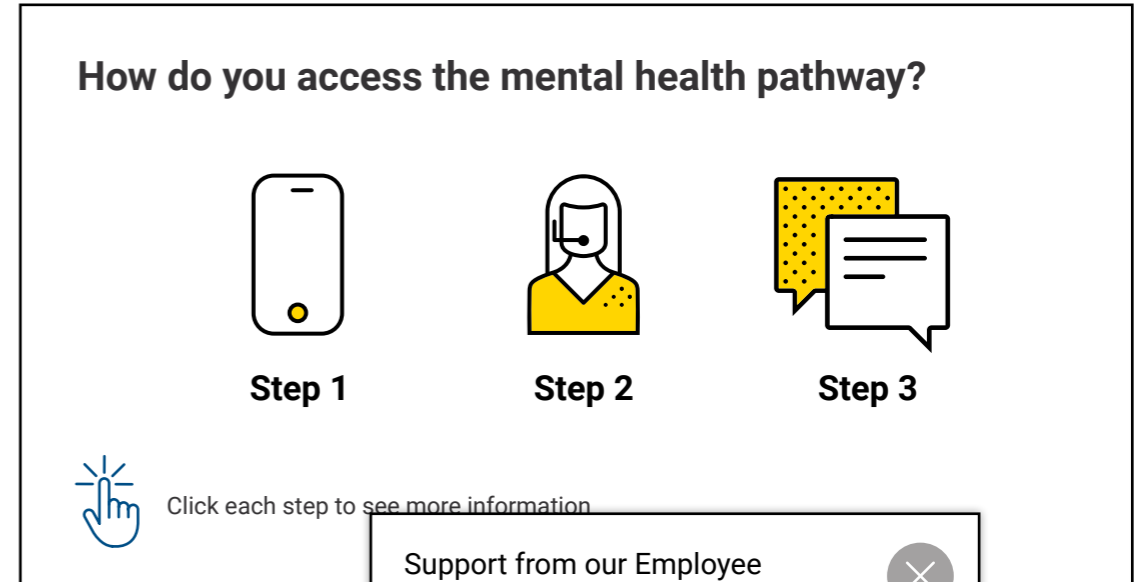 How do you access the mental health pathway?
Step 1 Step 2 Step 3
Click each step to see more information
Support from our Employee